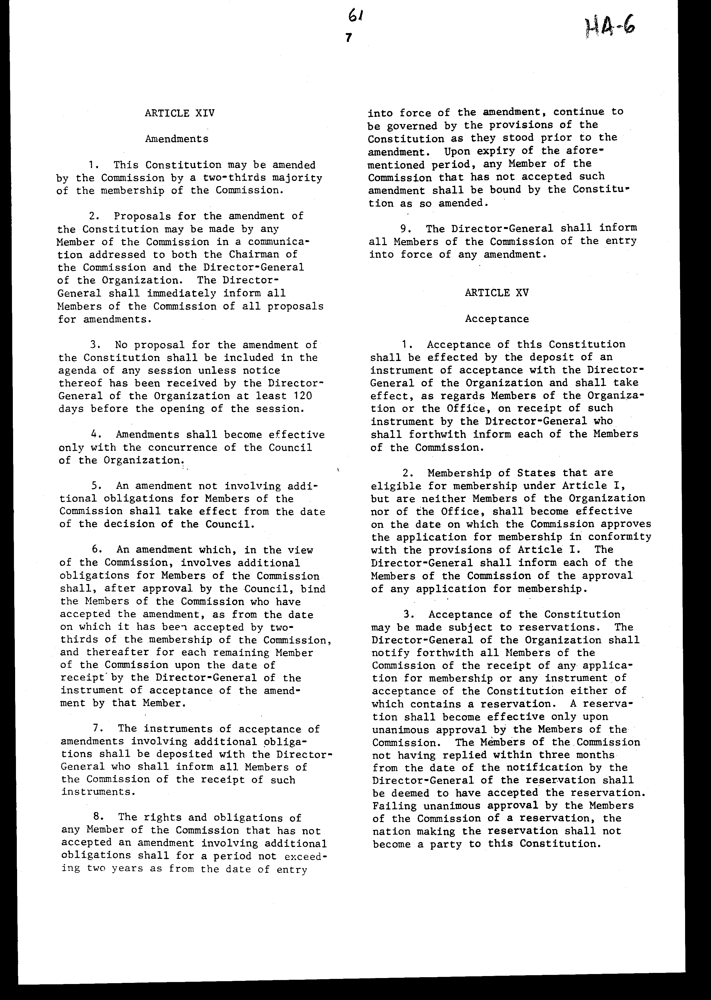 61
7
HA-6
ARTICLE XIV
Amendments
1. This Constitution may be amended
by the Commission by a two-thirds majority
of the membership of the Commission.
2. Proposals for the amendment of
the Constitution may be made by any
Member of the Commission in a communica-
tion addressed to both the Chairman of
the Commission and the Director-General
of the Organization. The Director-
General shall immediately inform all
Members of the Commission of all proposals
for amendments.
3. No proposal for the amendment of
the Constitution shall be included in the
agenda of any session unless notice
thereof has been received by the Director-
General of the Organization at least 120
days before the opening of the session.
4. Amendments shall become effective
only with the concurrence of the Council
of the Organization.
5. An amendment not involving addi-
tional obligations for Members of the
Commission shall take effect from the date
of the decision of the Council.
6. An amendment which, in the view
of the Commission, involves additional
obligations for Members of the Commission
shall, after approval by the Council, bind
the Members of the Commission who have
accepted the amendment, as from the date
on which it has been accepted by two-
thirds of the membership of the Commission,
and thereafter for each remaining Member
of the Commission upon the date of
receipt by the Director-General of the
instrument of acceptance of the amend-
ment by that Member.
7. The instruments of acceptance of
amendments involving additional obliga-
tions shall be deposited with the Director-
General who shall inform all Members of
the Commission of the receipt of such
instruments.
8. The rights and obligations of
any Member of the Commission that has not
accepted an amendment involving additional
obligations shall for a period not exceed-
ing two years as from the date of entry
into force of the amendment, continue to
be governed by the provisions of the
Constitution as they stood prior to the
amendment. Upon expiry of the afore-
mentioned period, any Member of the
Commission that has not accepted such
amendment shall be bound by the Constitu-
tion as so amended.
9. The Director-General shall inform
all Members of the Commission of the entry
into force of any amendment.
ARTICLE XV
Acceptance
1. Acceptance of this Constitution
shall be effected by the deposit of an
instrument of acceptance with the Director-
General of the Organization and shall take
effect, as regards Members of the Organiza-
tion or the Office, on receipt of such
instrument by the Director-General who
shall forthwith inform each of the Members
of the Commission.
2. Membership of States that are
eligible for membership under Article I,
but are neither Members of the Organization
nor of the Office, shall become effective
on the date on which the Commission approves
the application for membership in conformity
with the provisions of Article I. The
Director-General shall inform each of the
Members of the Commission of the approval
of any application for membership.
3. Acceptance of the Constitution
may be made subject to reservations. The
Director-General of the Organization shall
notify forthwith all Members of the
Commission of the receipt of any applica-
tion for membership or any instrument of
acceptance of the Constitution either of
which contains a reservation. A reserva-
tion shall become effective only upon
unanimous approval by the Members of the
Commission. The Members of the Commission
not having replied within three months
from the date of the notification by the
Director-General of the reservation shall
be deemed to have accepted the reservation.
Failing unanimous approval by the Members
of the Commission of a reservation, the
nation making the reservation shall not
become a party to this Constitution.